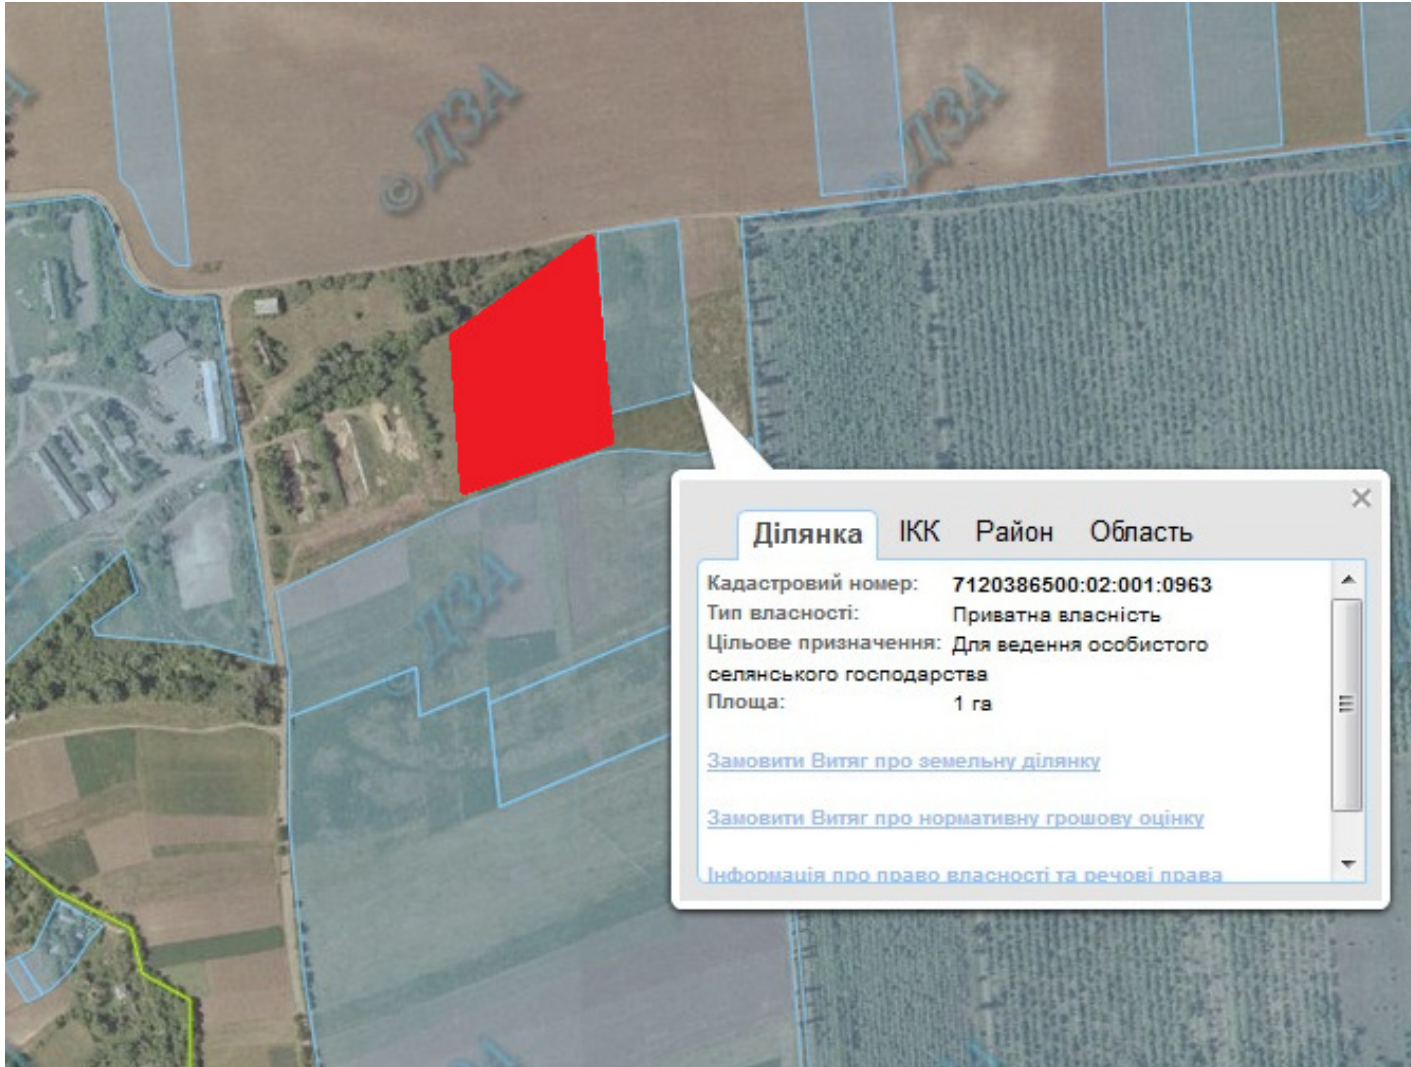 © ДЗА
© ДЗА
Ділянка ІКК Район Область
Кадастровий номер: 7120386500:02:001:0963
Тип власності: Приватна власність
Цільове призначення: Для ведення особистого
селянського господарства
Площа: 1 га
Замовити Витяг про земельну ділянку
Замовити Витяг про нормативну грошову оцінку
Інформація про право власності та речові права
© ДЗА